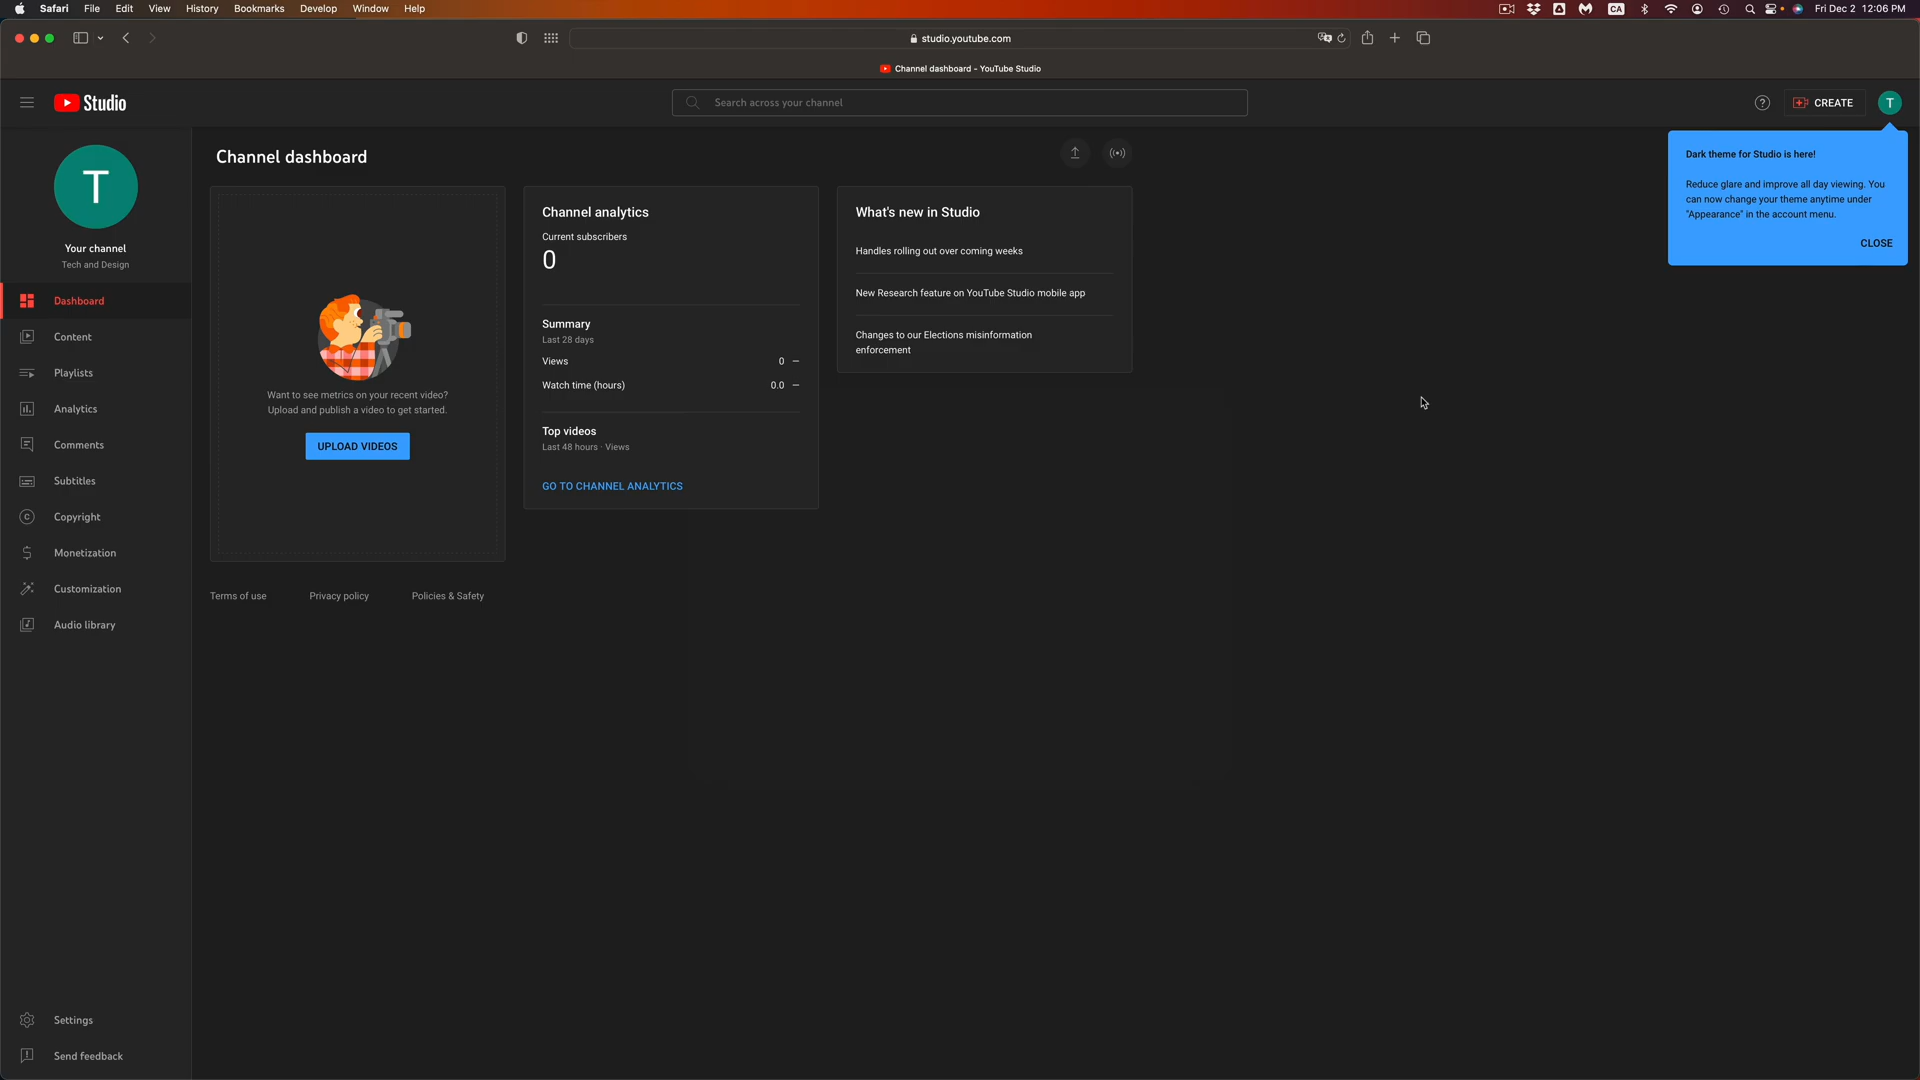 Safari File Edit View History Bookmarks Develop Window Help
CA
Fri Dec 2 12:06 PM
studio.youtube.com
Channel dashboard - YouTube Studio
Studio
Search across your channel
CREATE
T
T
Your channel
Tech and Design
Dashboard
Content
Playlists
Analytics
Comments
Subtitles
Copyright
Monetization
Customization
Audio library
Settings
Send feedback
Channel dashboard
Want to see metrics on your recent video?
Upload and publish a video to get started.
UPLOAD VIDEOS
Channel analytics
Current subscribers
0
Summary
Last 28 days
Views 0 —
Watch time (hours) 0.0 —
Top videos
Last 48 hours · Views
GO TO CHANNEL ANALYTICS
What's new in Studio
Handles rolling out over coming weeks
New Research feature on YouTube Studio mobile app
Changes to our Elections misinformation
enforcement
Dark theme for Studio is here!
Reduce glare and improve all day viewing. You
can now change your theme anytime under
"Appearance" in the account menu.
CLOSE
Terms of use Privacy policy Policies & Safety